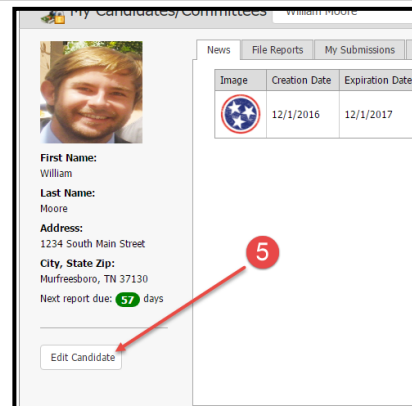 My Candidates/Committees William Moore
News File Reports My Submissions
Image Creation Date Expiration Date
12/1/2016 12/1/2017
First Name:
William
Last Name:
Moore
Address:
1234 South Main Street
City, State Zip:
Murfreesboro, TN 37130
Next report due: 57 days
5
Edit Candidate